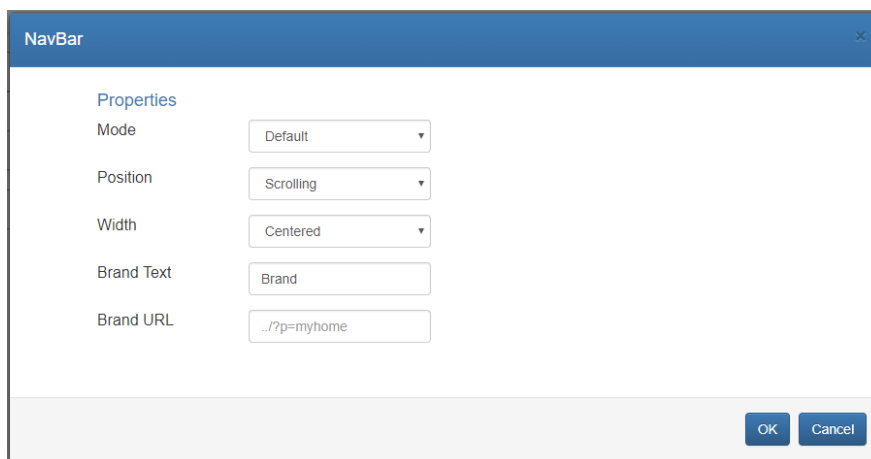 NavBar ×
Properties
Mode Default
Position Scrolling
Width Centered
Brand Text Brand
Brand URL ../?p=myhome
OK Cancel